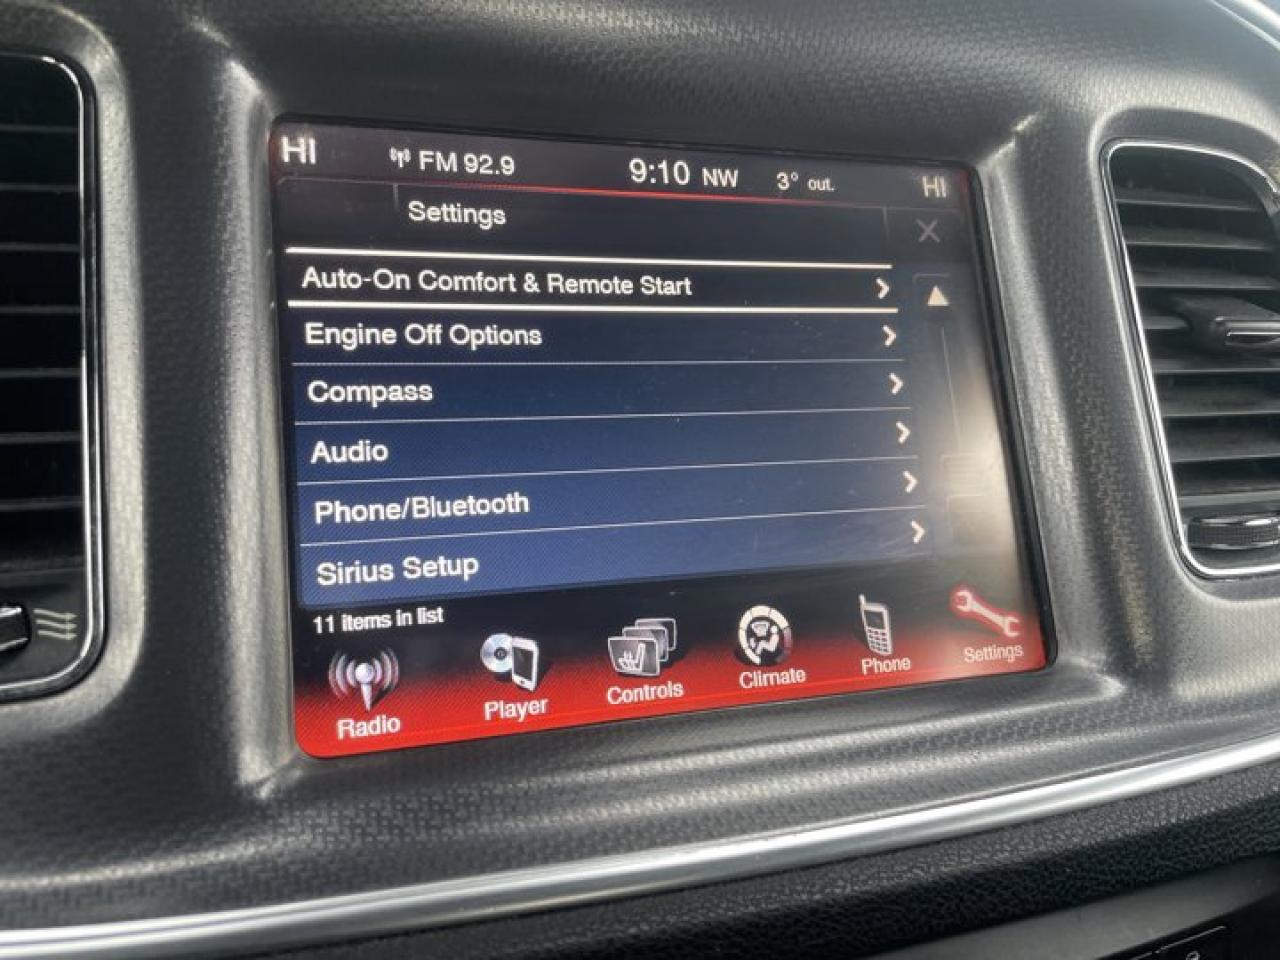 HI FM 92.9 9:10 NW 3° out. HI
Settings
Auto-On Comfort & Remote Start
Engine Off Options
Compass
Audio
Phone/Bluetooth
Sirius Setup
11 items in list
Radio Player Controls Climate Phone Settings